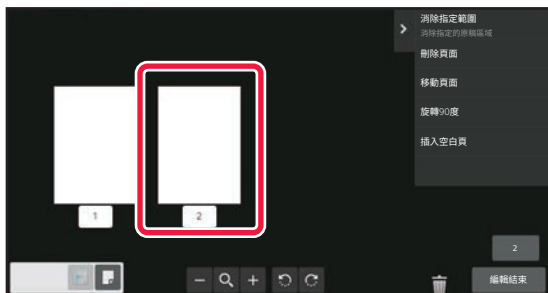 消除指定範圍
消除指定的原稿區域
刪除頁面
移動頁面
旋轉90度
插入空白頁
1
2
2
編輯結束